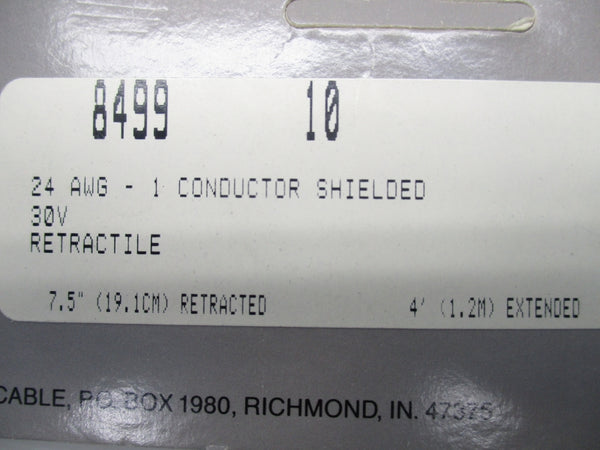 8499 10
24 AWG - 1 CONDUCTOR SHIELDED
30V
RETRACTILE
7.5" (19.1CM) RETRACTED 4' (1.2M) EXTENDED
CABLE, P.O. BOX 1980, RICHMOND, IN. 47375